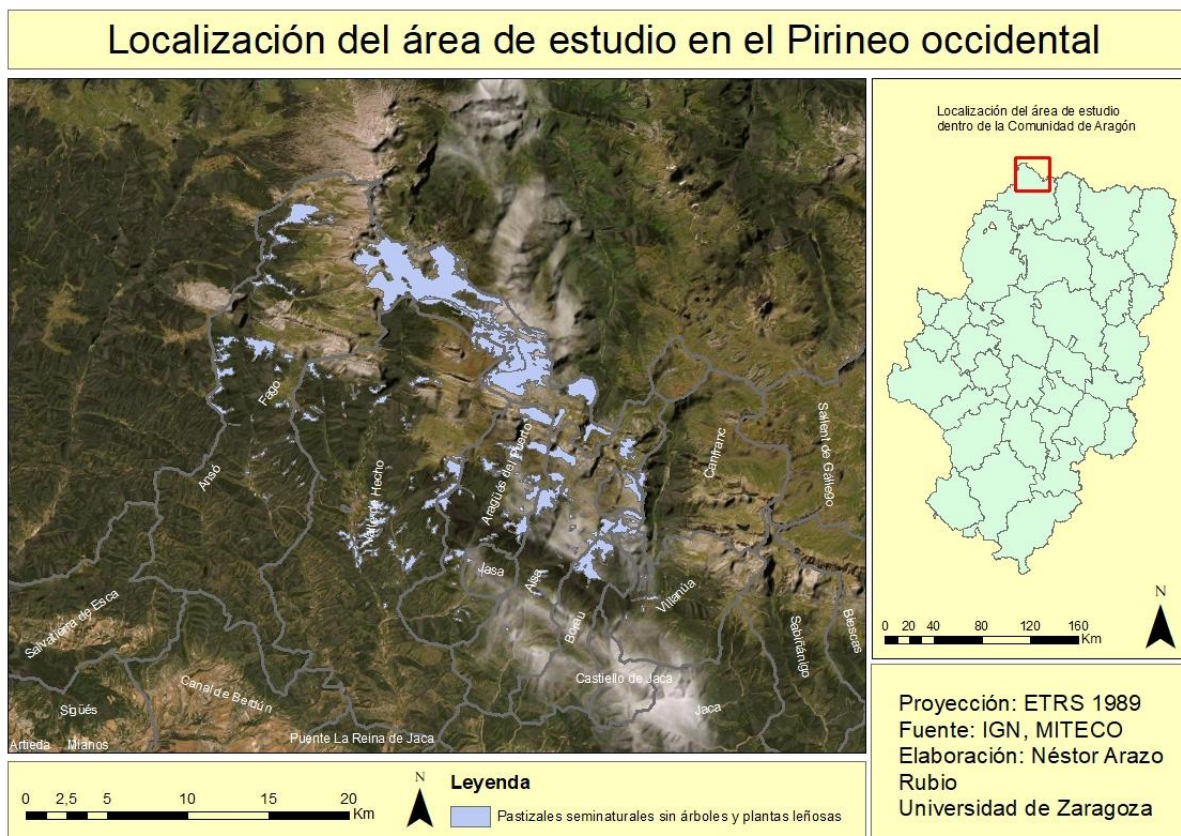 Localización del área de estudio en el Pirineo occidental
Fago
Ansó
Valle de Hecho
Aragüés del Puerto
Jasa
Aísa
Borau
Villanúa
Canfranc
Sallent de Gállego
Sabiñánigo
Biescas
Castiello de Jaca
Jaca
Salvatierra de Esca
Sigüés
Canal de Berdún
Artieda
Mianos
Puente La Reina de Jaca
Localización del área de estudio
dentro de la Comunidad de Aragón
N
0 20 40 80 120 160
Km
Proyección: ETRS 1989
Fuente: IGN, MITECO
Elaboración: Néstor Arazo
Rubio
Universidad de Zaragoza
0 2,5 5 10 15 20
Km
N
Leyenda
Pastizales seminaturales sin árboles y plantas leñosas